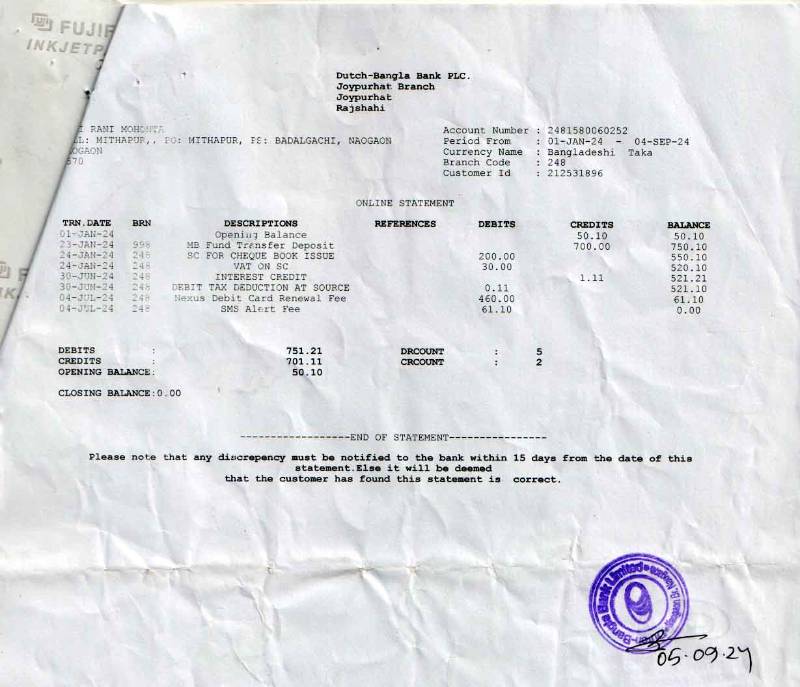 FUJIF
INKJETP
Dutch-Bangla Bank PLC.
Joypurhat Branch
Joypurhat
Rajshahi
I RANI MOHONTA
LL: MITHAPUR,, PO: MITHAPUR, PS: BADALGACHI, NAOGAON
OGAON
570
Account Number : 2481580060252
Period From : 01-JAN-24 - 04-SEP-24
Currency Name : Bangladeshi Taka
Branch Code : 248
Customer Id : 212531896
ONLINE STATEMENT
TRN.DATE BRN DESCRIPTIONS REFERENCES DEBITS CREDITS BALANCE
01-JAN-24 Opening Balance 50.10 50.10
23-JAN-24 998 MB Fund Transfer Deposit 700.00 750.10
24-JAN-24 248 SC FOR CHEQUE BOOK ISSUE 200.00 550.10
24-JAN-24 248 VAT ON SC 30.00 520.10
30-JUN-24 248 INTEREST CREDIT 1.11 521.21
30-JUN-24 248 DEBIT TAX DEDUCTION AT SOURCE 0.11 521.10
04-JUL-24 248 Nexus Debit Card Renewal Fee 460.00 61.10
04-JUL-24 248 SMS Alert Fee 61.10 0.00
DEBITS : 751.21 DRCOUNT : 5
CREDITS : 701.11 CRCOUNT : 2
OPENING BALANCE: 50.10
CLOSING BALANCE:0.00
------------------END OF STATEMENT----------------
Please note that any discrepency must be notified to the bank within 15 days from the date of this
statement.Else it will be deemed
that the customer has found this statement is correct.
-Bangla Bank Limited
05.09.24